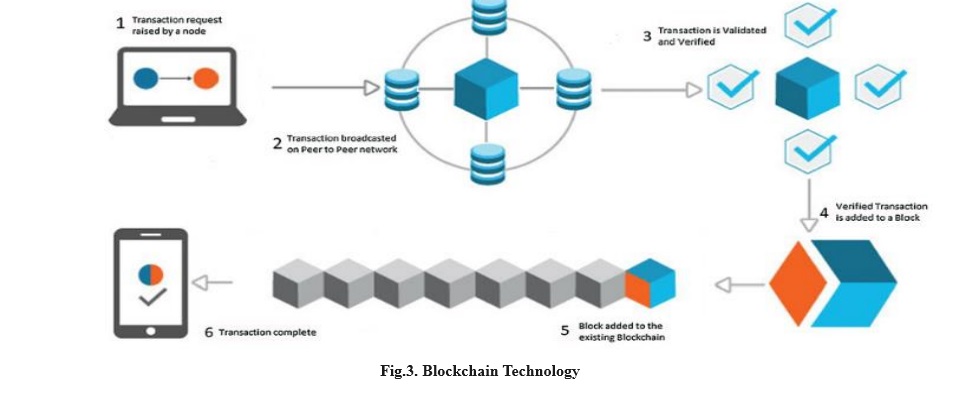 1 Transaction request
raised by a node
2 Transaction broadcasted
on Peer to Peer network
3 Transaction is Validated
and Verified
4 Verified Transaction
is added to a Block
5 Block added to the
existing Blockchain
6 Transaction complete
Fig.3. Blockchain Technology